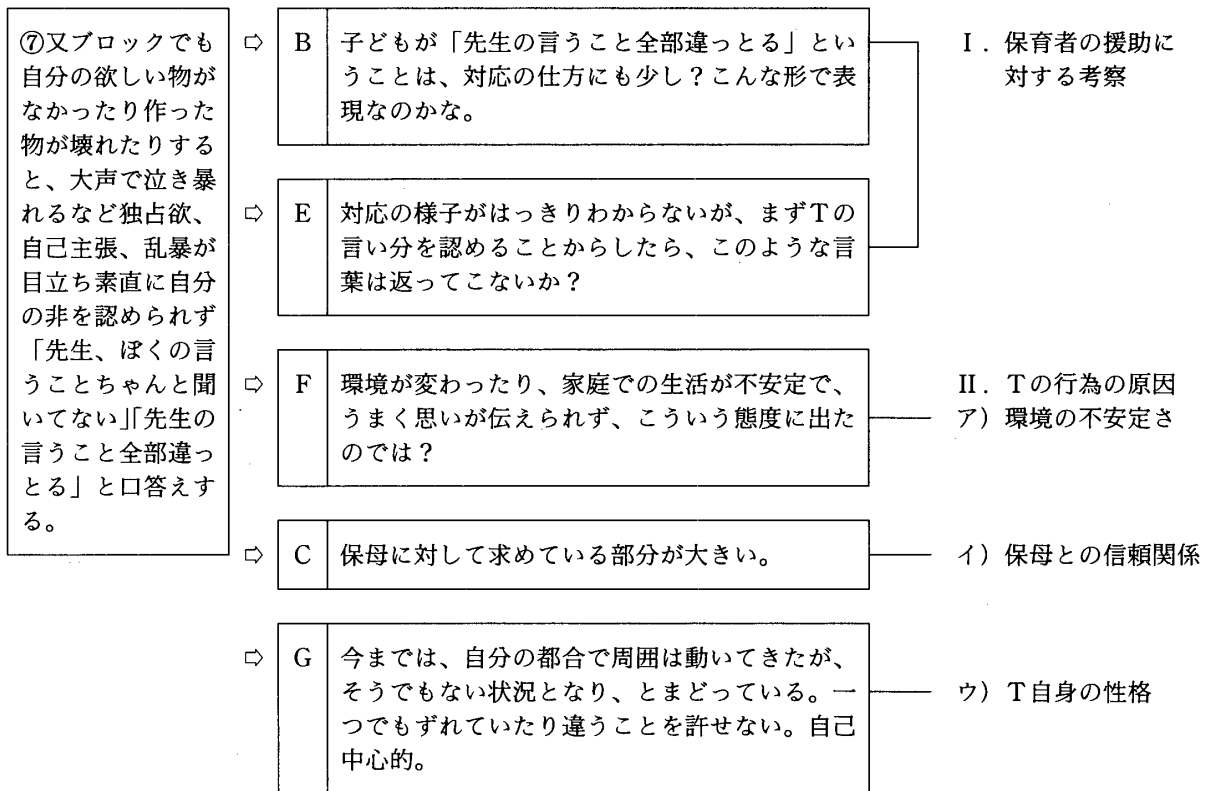 ⑦又ブロックでも
自分の欲しい物が
なかったり作った
物が壊れたりする
と、大声で泣き暴
れるなど独占欲、
自己主張、乱暴が
目立ち素直に自分
の非を認められず
「先生、ぼくの言
うことちゃんと聞
いてない」「先生の
言うこと全部違っ
とる」と口答えす
る。
⇨ B 子どもが「先生の言うこと全部違っとる」とい
うことは、対応の仕方にも少し?こんな形で表
現なのかな。
Ⅰ．保育者の援助に
対する考察
⇨ E 対応の様子がはっきりわからないが、まずTの
言い分を認めることからしたら、このような言
葉は返ってこないか?
⇨ F 環境が変わったり、家庭での生活が不安定で、
うまく思いが伝えられず、こういう態度に出た
のでは?
Ⅱ．Tの行為の原因
ア）環境の不安定さ
⇨ C 保母に対して求めている部分が大きい。
イ）保母との信頼関係
⇨ G 今までは、自分の都合で周囲は動いてきたが、
そうでもない状況となり、とまどっている。一
つでもずれていたり違うことを許せない。自己
中心的。
ウ）T自身の性格